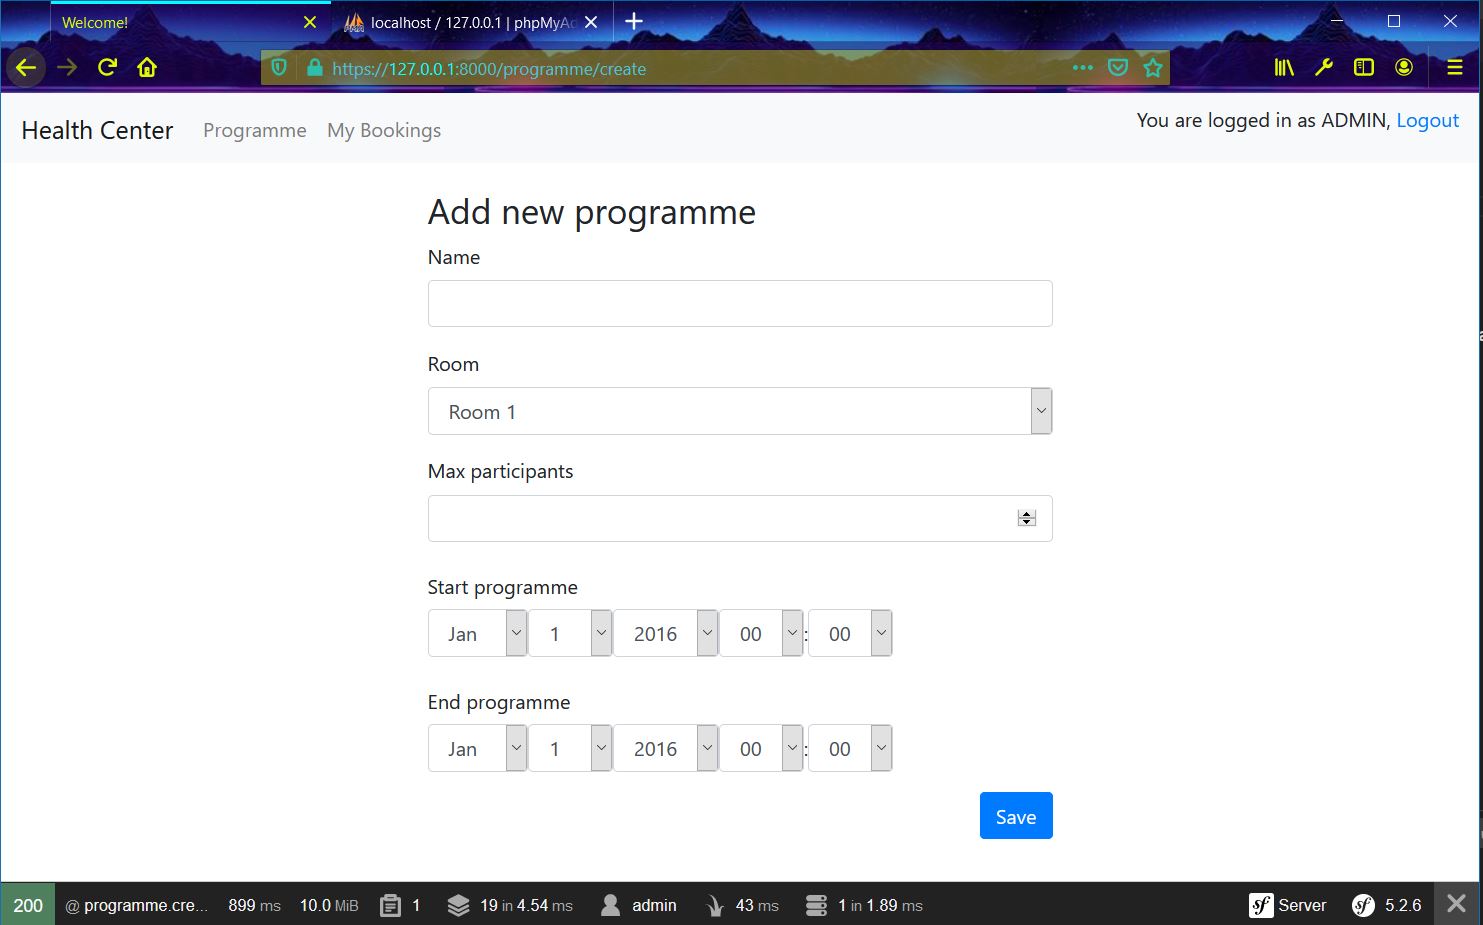 Welcome!
localhost / 127.0.0.1 | phpMyAd
https://127.0.0.1:8000/programme/create
Health Center Programme My Bookings You are logged in as ADMIN, Logout
Add new programme
Name
Room
Room 1
Max participants
Start programme
Jan 1 2016 00 : 00
End programme
Jan 1 2016 00 : 00
Save
200 @ programme.cre... 899 ms 10.0 MiB 1 19 in 4.54 ms admin 43 ms 1 in 1.89 ms sf Server sf 5.2.6